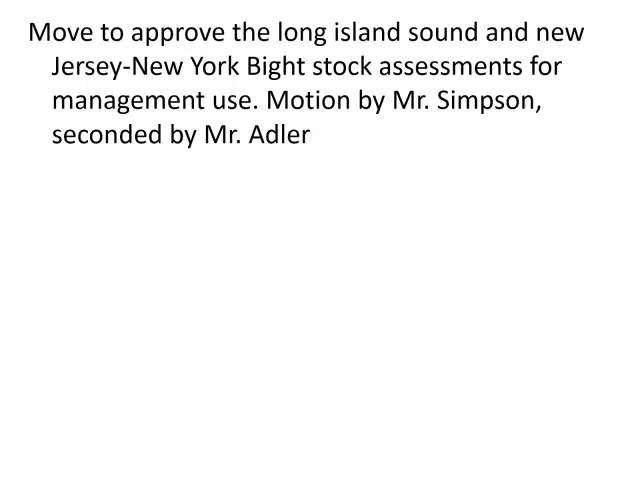 Move to approve the long island sound and new
Jersey-New York Bight stock assessments for
management use. Motion by Mr. Simpson,
seconded by Mr. Adler